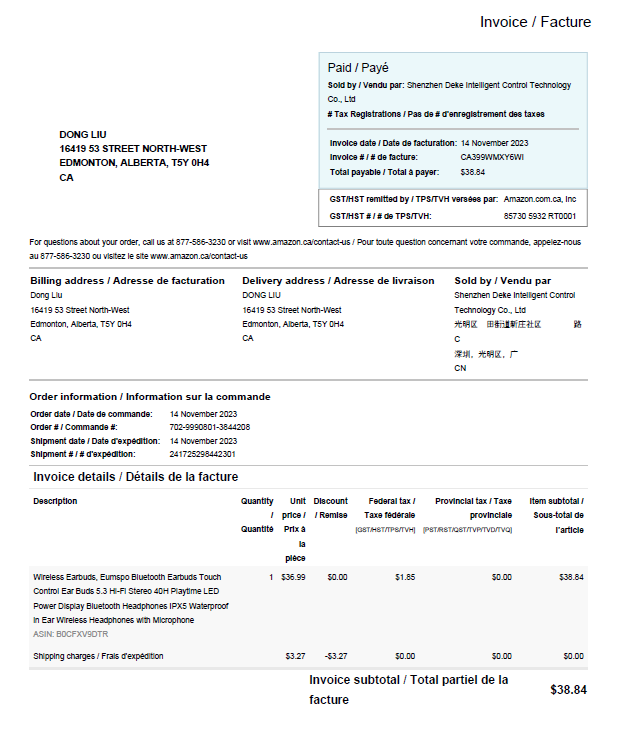 Invoice / Facture
Paid / Payé
Sold by / Vendu par: Shenzhen Deke Intelligent Control Technology
Co., Ltd
# Tax Registrations / Pas de # d'enregistrement des taxes
Invoice date / Date de facturation: 14 November 2023
Invoice # / # de facture: CA399WMXY6WI
Total payable / Total à payer: $38.84
DONG LIU
16419 53 STREET NORTH-WEST
EDMONTON, ALBERTA, T5Y 0H4
CA
GST/HST remitted by / TPS/TVH versées par: Amazon.com.ca, Inc
GST/HST # / # de TPS/TVH: 85730 5932 RT0001
For questions about your order, call us at 877-586-3230 or visit www.amazon.ca/contact-us / Pour toute question concernant votre commande, appelez-nous
au 877-586-3230 ou visitez le site www.amazon.ca/contact-us
Billing address / Adresse de facturation
Dong Liu
16419 53 Street North-West
Edmonton, Alberta, T5Y 0H4
CA
Delivery address / Adresse de livraison
DONG LIU
16419 53 Street North-West
Edmonton, Alberta, T5Y 0H4
CA
Sold by / Vendu par
Shenzhen Deke Intelligent Control
Technology Co., Ltd
光明区 田街道新庄社区 路
C
深圳, 光明区, 广
CN
Order information / Information sur la commande
Order date / Date de commande: 14 November 2023
Order # / Commande #: 702-9990801-3844208
Shipment date / Date d'expédition: 14 November 2023
Shipment # / # d'expédition: 241725298442301
Invoice details / Détails de la facture
Description
Quantity
/
Quantité
Unit
price /
Prix à
la
pièce
Discount
/ Remise
Federal tax /
Taxe fédérale
[GST/HST/TPS/TVH]
Provincial tax / Taxe
provinciale
[PST/RST/QST/TVP/TVD/TVQ]
Item subtotal /
Sous-total de
l'article
Wireless Earbuds, Eumspo Bluetooth Earbuds Touch 1 $36.99 $0.00 $1.85 $0.00 $38.84
Control Ear Buds 5.3 Hi-Fi Stereo 40H Playtime LED
Power Display Bluetooth Headphones IPX5 Waterproof
in Ear Wireless Headphones with Microphone
ASIN: B0CFXV9DTR
Shipping charges / Frais d'expédition $3.27 -$3.27 $0.00 $0.00 $0.00
Invoice subtotal / Total partiel de la
facture
$38.84